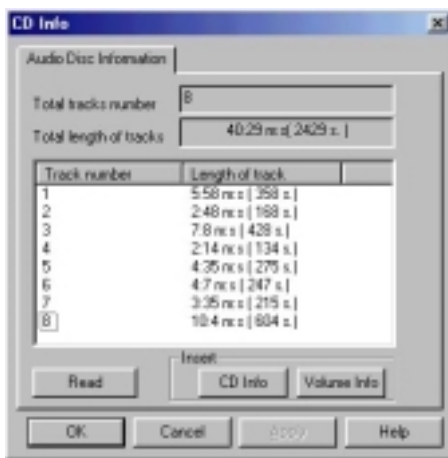 CD Info
Audio Disc Information
Total tracks number 8
Total length of tracks 40:29 m:s( 2429 s. )
Track number Length of track
1 5:58 m:s ( 358 s.)
2 2:48 m:s ( 168 s.)
3 7:8 m:s ( 428 s.)
4 2:14 m:s ( 134 s.)
5 4:35 m:s ( 275 s.)
6 4:7 m:s ( 247 s.)
7 3:35 m:s ( 215 s.)
8 10:4 m:s ( 604 s.)
Insert
Read CD Info Volume Info
OK Cancel Apply Help